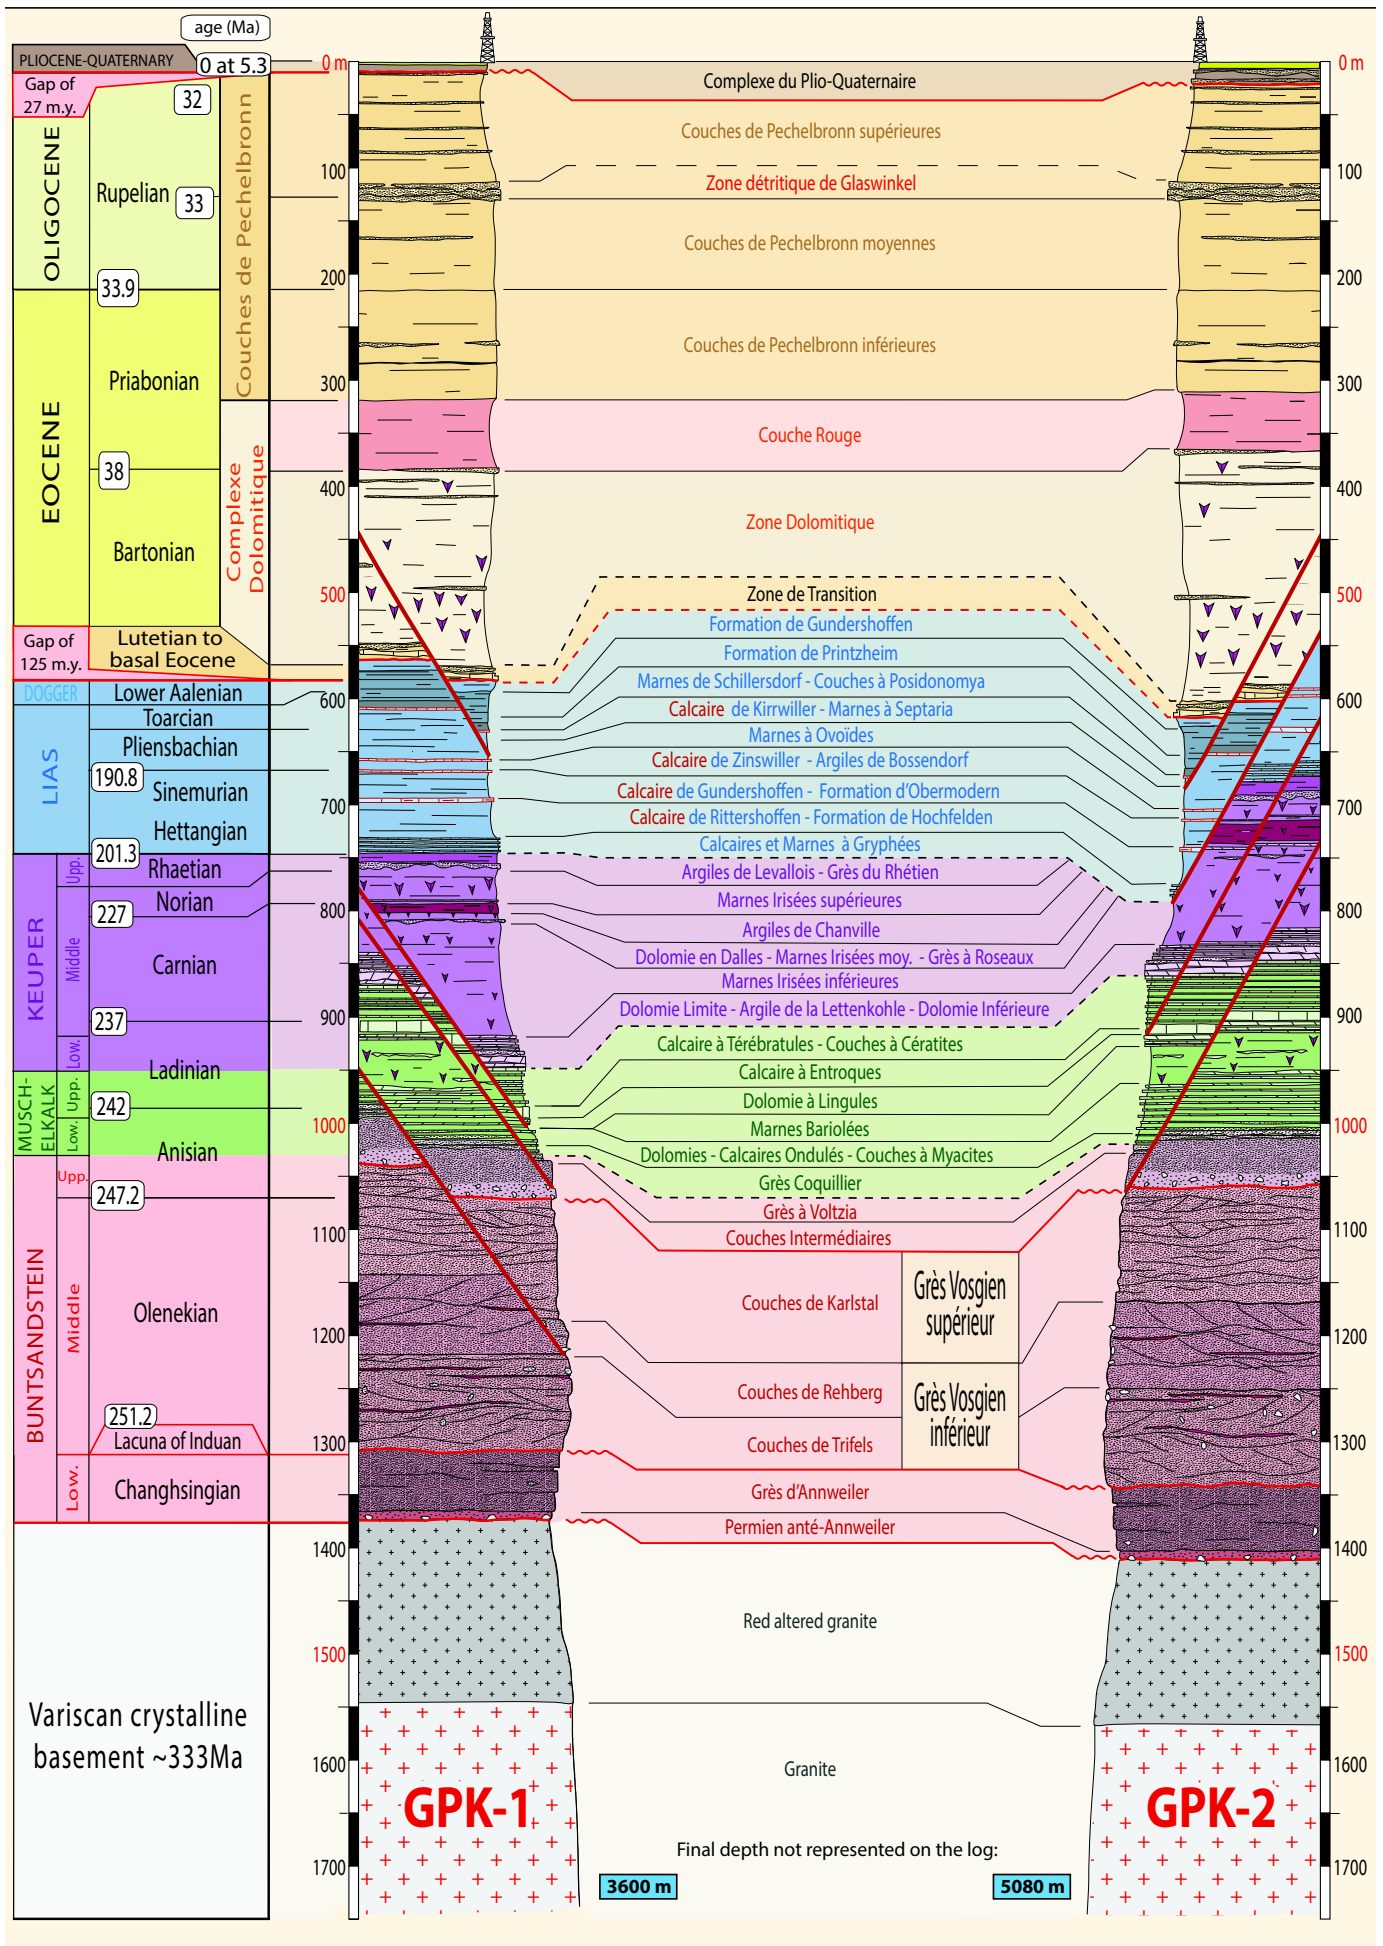 age (Ma)
PLIOCENE-QUATERNARY
0 at 5.3
Gap of
27 m.y.
32
OLIGOCENE
Rupelian
33
Couches de Pechelbronn
33.9
EOCENE
Priabonian
38
Bartonian
Complexe
Dolomitique
Gap of
125 m.y.
Lutetian to
basal Eocene
DOGGER
Lower Aalenian
LIAS
Toarcian
Pliensbachian
190.8
Sinemurian
Hettangian
201.3
KEUPER
Upp.
Rhaetian
Norian
227
Middle
Carnian
237
Low.
Ladinian
MUSCH-
ELKALK
Upp.
242
Low.
Anisian
BUNTSANDSTEIN
Upp.
247.2
Middle
Olenekian
251.2
Lacuna of Induan
Low.
Changhsingian
Variscan crystalline
basement ~333Ma
0 m
100
200
300
400
500
600
700
800
900
1000
1100
1200
1300
1400
1500
1600
1700
Complexe du Plio-Quaternaire
Couches de Pechelbronn supérieures
Zone détritique de Glaswinkel
Couches de Pechelbronn moyennes
Couches de Pechelbronn inférieures
Couche Rouge
Zone Dolomitique
Zone de Transition
Formation de Gundershoffen
Formation de Printzheim
Marnes de Schillersdorf - Couches à Posidonomya
Calcaire de Kirrwiller - Marnes à Septaria
Marnes à Ovoïdes
Calcaire de Zinswiller - Argiles de Bossendorf
Calcaire de Gundershoffen - Formation d'Obermodern
Calcaire de Rittershoffen - Formation de Hochfelden
Calcaires et Marnes à Gryphées
Argiles de Levallois - Grès du Rhétien
Marnes Irisées supérieures
Argiles de Chanville
Dolomie en Dalles - Marnes Irisées moy. - Grès à Roseaux
Marnes Irisées inférieures
Dolomie Limite - Argile de la Lettenkohle - Dolomie Inférieure
Calcaire à Térébratules - Couches à Cératites
Calcaire à Entroques
Dolomie à Lingules
Marnes Bariolées
Dolomies - Calcaires Ondulés - Couches à Myacites
Grès Coquillier
Grès à Voltzia
Couches Intermédiaires
Couches de Karlstal
Grès Vosgien
supérieur
Couches de Rehberg
Grès Vosgien
inférieur
Couches de Trifels
Grès d'Annweiler
Permien anté-Annweiler
Red altered granite
Granite
GPK-1
GPK-2
Final depth not represented on the log:
3600 m
5080 m
0 m
100
200
300
400
500
600
700
800
900
1000
1100
1200
1300
1400
1500
1600
1700